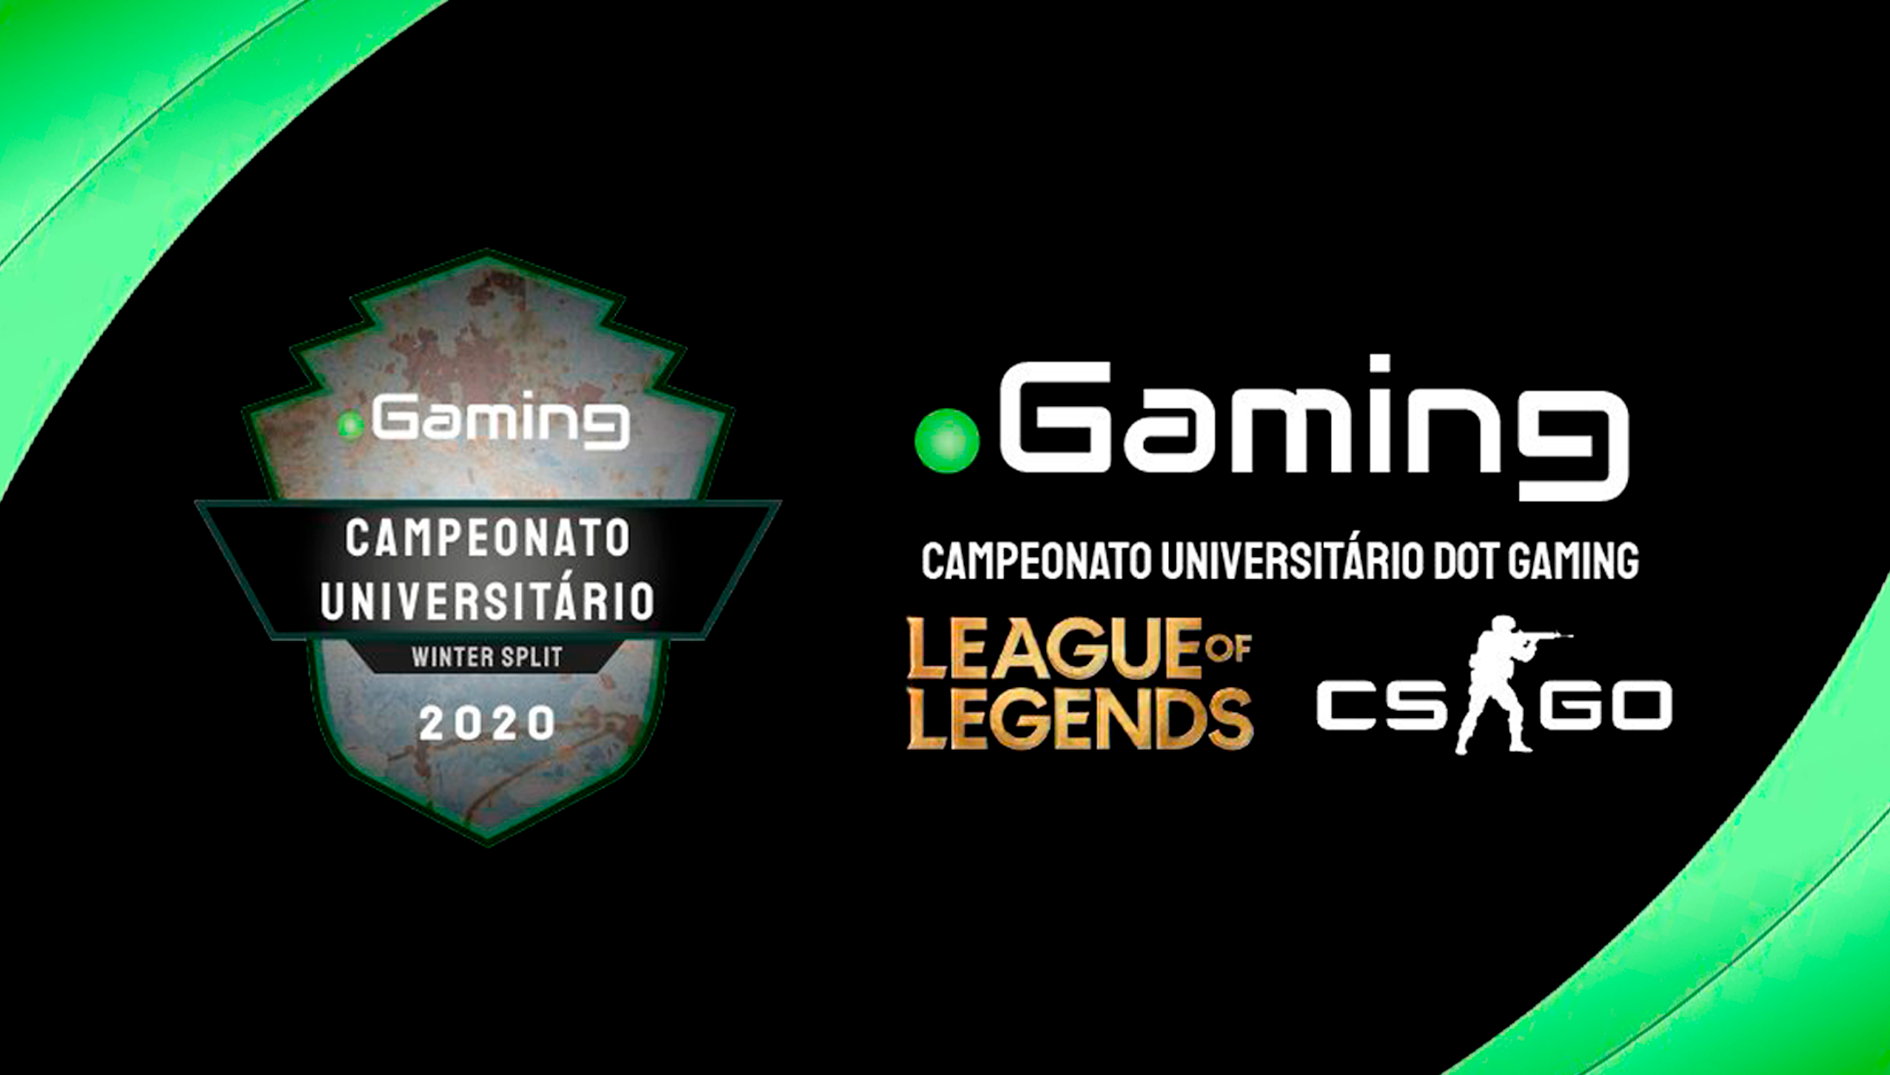 .Gaming
CAMPEONATO
UNIVERSITÁRIO
WINTER SPLIT
2020
.Gaming
CAMPEONATO UNIVERSITÁRIO DOT GAMING
LEAGUE OF
LEGENDS
CS GO